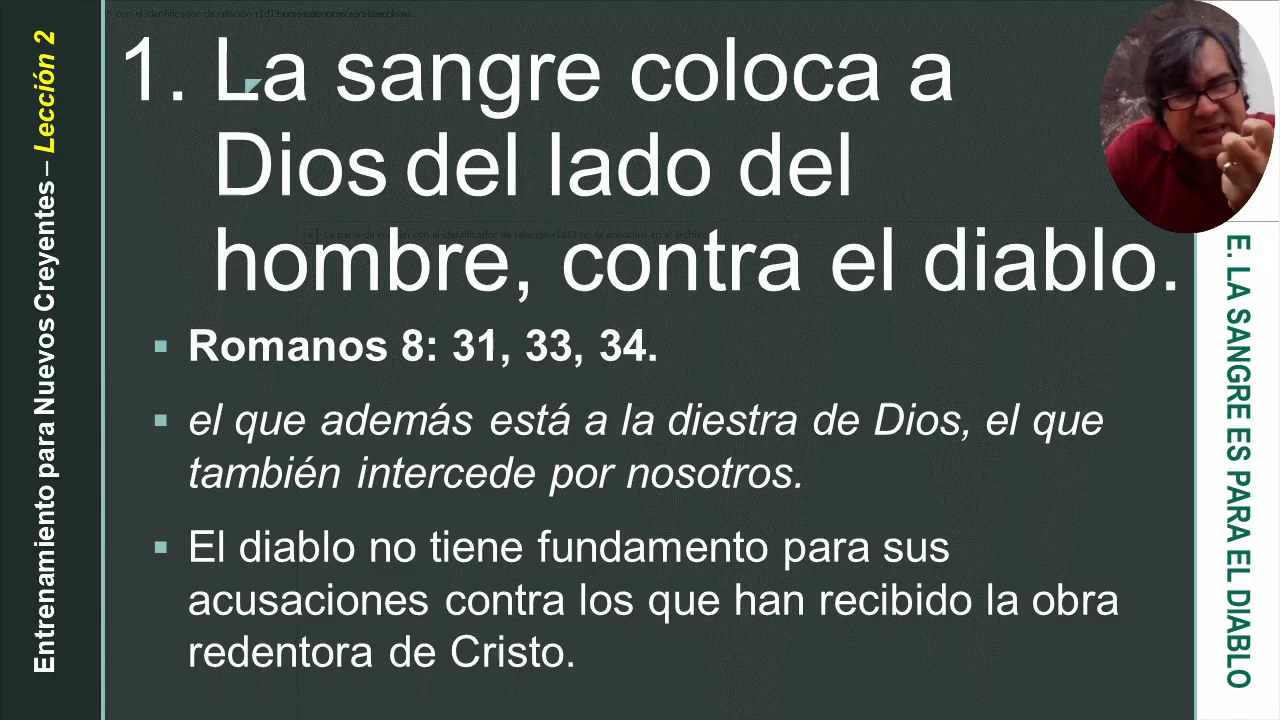 Entrenamiento para Nuevos Creyentes – Lección 2
1. La sangre coloca a
Dios del lado del
hombre, contra el diablo.
▪ Romanos 8: 31, 33, 34.
▪ el que además está a la diestra de Dios, el que
también intercede por nosotros.
▪ El diablo no tiene fundamento para sus
acusaciones contra los que han recibido la obra
redentora de Cristo.
E. LA SANGRE ES PARA EL DIABLO